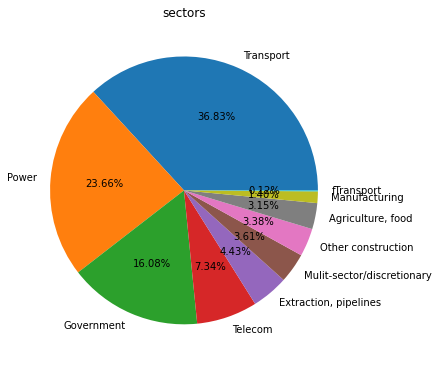 sectors
Transport
36.83%
Power
23.66%
Government
16.08%
Telecom
7.34%
Extraction, pipelines
4.43%
Mulit-sector/discretionary
3.61%
Other construction
3.38%
Agriculture, food
3.15%
Manufacturing
1.40%
fTransport
0.12%